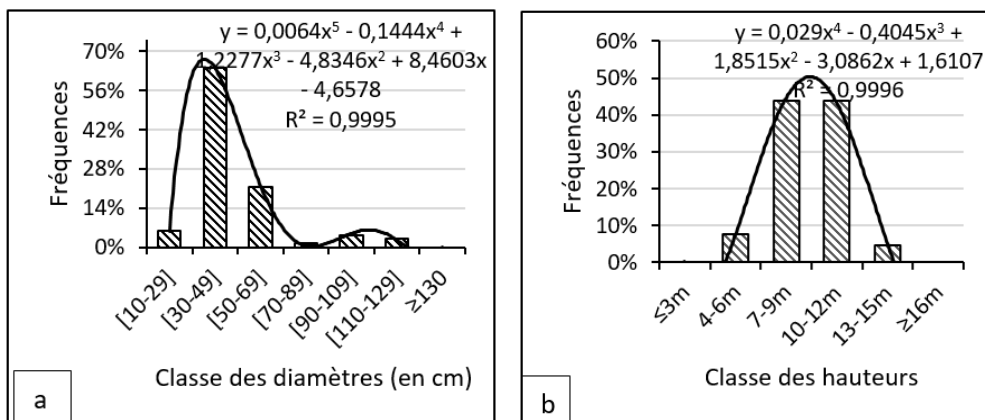 y = 0,0064x⁵ - 0,1444x⁴ +
1,2277x³ - 4,8346x² + 8,4603x
- 4,6578
R² = 0,9995
70%
56%
42%
28%
14%
0%
Fréquences
[10-29]
[30-49]
[50-69]
[70-89]
[90-109]
[110-129]
≥130
Classe des diamètres (en cm)
a
y = 0,029x⁴ - 0,4045x³ +
1,8515x² - 3,0862x + 1,6107
R² = 0,9996
60%
50%
40%
30%
20%
10%
0%
Fréquences
≤3m
4-6m
7-9m
10-12m
13-15m
≥16m
Classe des hauteurs
b